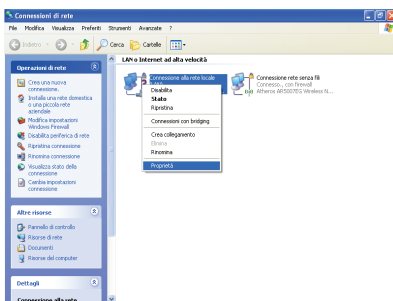 Connessioni di rete
File Modifica Visualizza Preferiti Strumenti Avanzate ?
Indietro Cerca Cartelle
Operazioni di rete
Crea una nuova
connessione.
Installa una rete domestica
o una piccola rete
aziendale
Modifica impostazioni
Windows Firewall
Disabilita periferica di rete
Ripristina connessione
Rinomina connessione
Visualizza stato della
connessione
Cambia impostazioni
connessione
Altre risorse
Pannello di controllo
Risorse di rete
Documenti
Risorse del computer
Dettagli
Connessione alla rete
LAN o Internet ad alta velocità
Connessione alla rete locale
Disabilita
Stato
Ripristina
Connessioni con bridging
Crea collegamento
Elimina
Rinomina
Proprietà
Connessione rete senza fili
Connesso, con firewall
Atheros AR5007EG Wireless N...